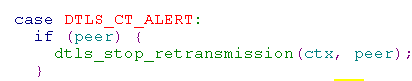 case DTLS_CT_ALERT:
  if (peer) {
    dtls_stop_retransmission(ctx, peer);
  }